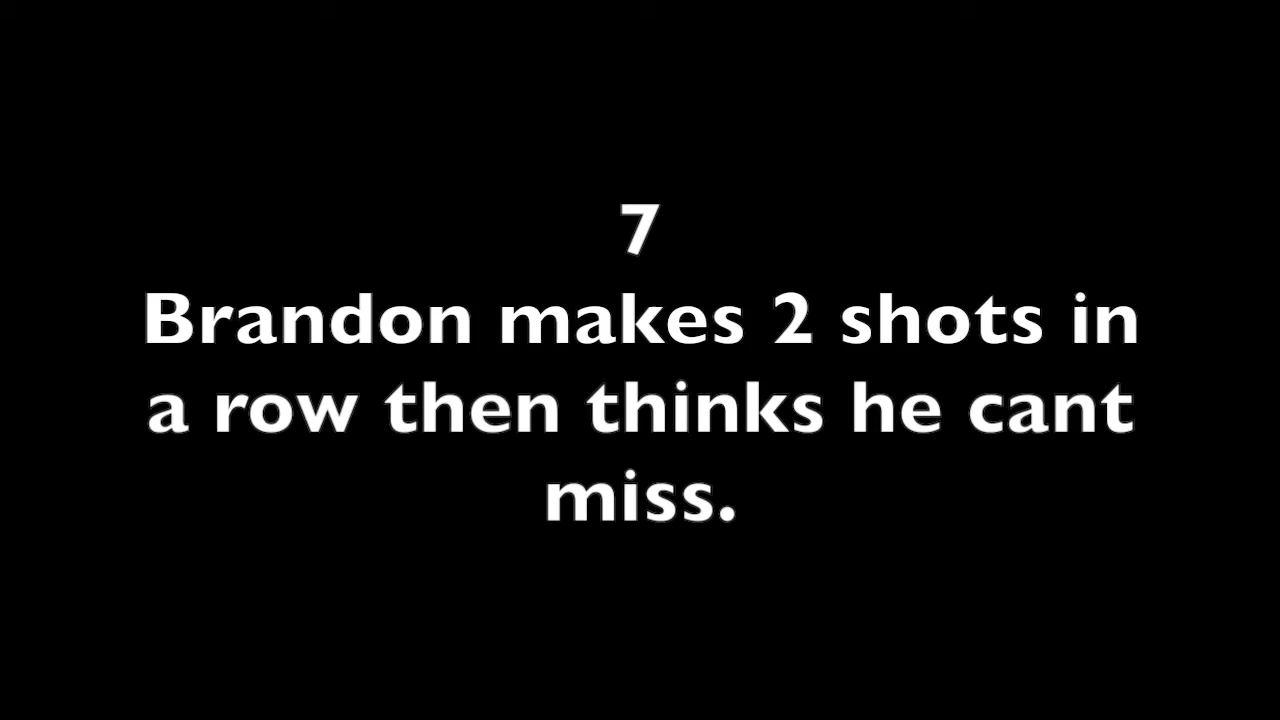 7
Brandon makes 2 shots in
a row then thinks he cant
miss.